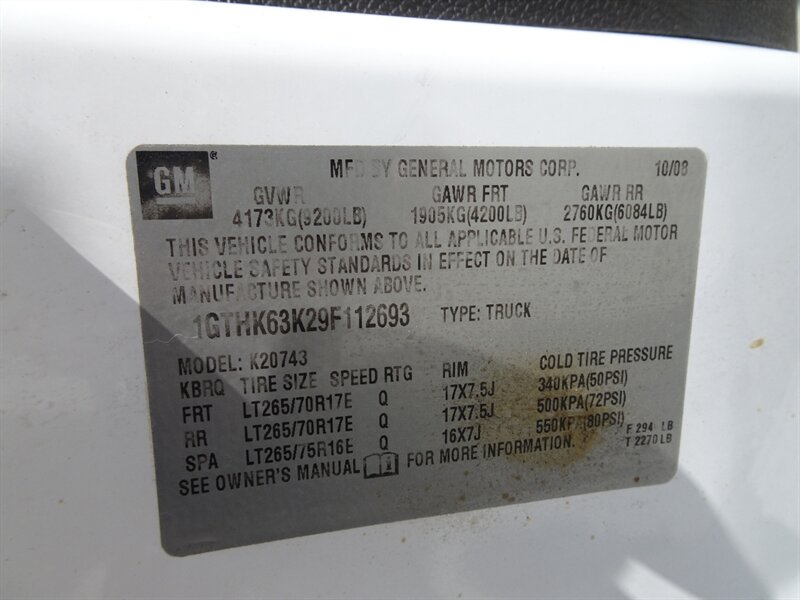 GM ® MFD BY GENERAL MOTORS CORP. 10/08
GVWR GAWR FRT GAWR RR
4173KG(9200LB) 1905KG(4200LB) 2760KG(6084LB)
THIS VEHICLE CONFORMS TO ALL APPLICABLE U.S. FEDERAL MOTOR
VEHICLE SAFETY STANDARDS IN EFFECT ON THE DATE OF
MANUFACTURE SHOWN ABOVE.
1GTHK63K29F112693 TYPE: TRUCK
MODEL: K20743
KBRQ TIRE SIZE SPEED RTG RIM COLD TIRE PRESSURE
FRT LT265/70R17E Q 17X7.5J 340KPA(50PSI)
RR LT265/70R17E Q 17X7.5J 500KPA(72PSI)
SPA LT265/75R16E Q 16X7J 550KPA(80PSI)
SEE OWNER'S MANUAL FOR MORE INFORMATION.
F 294 LB
T 2270LB